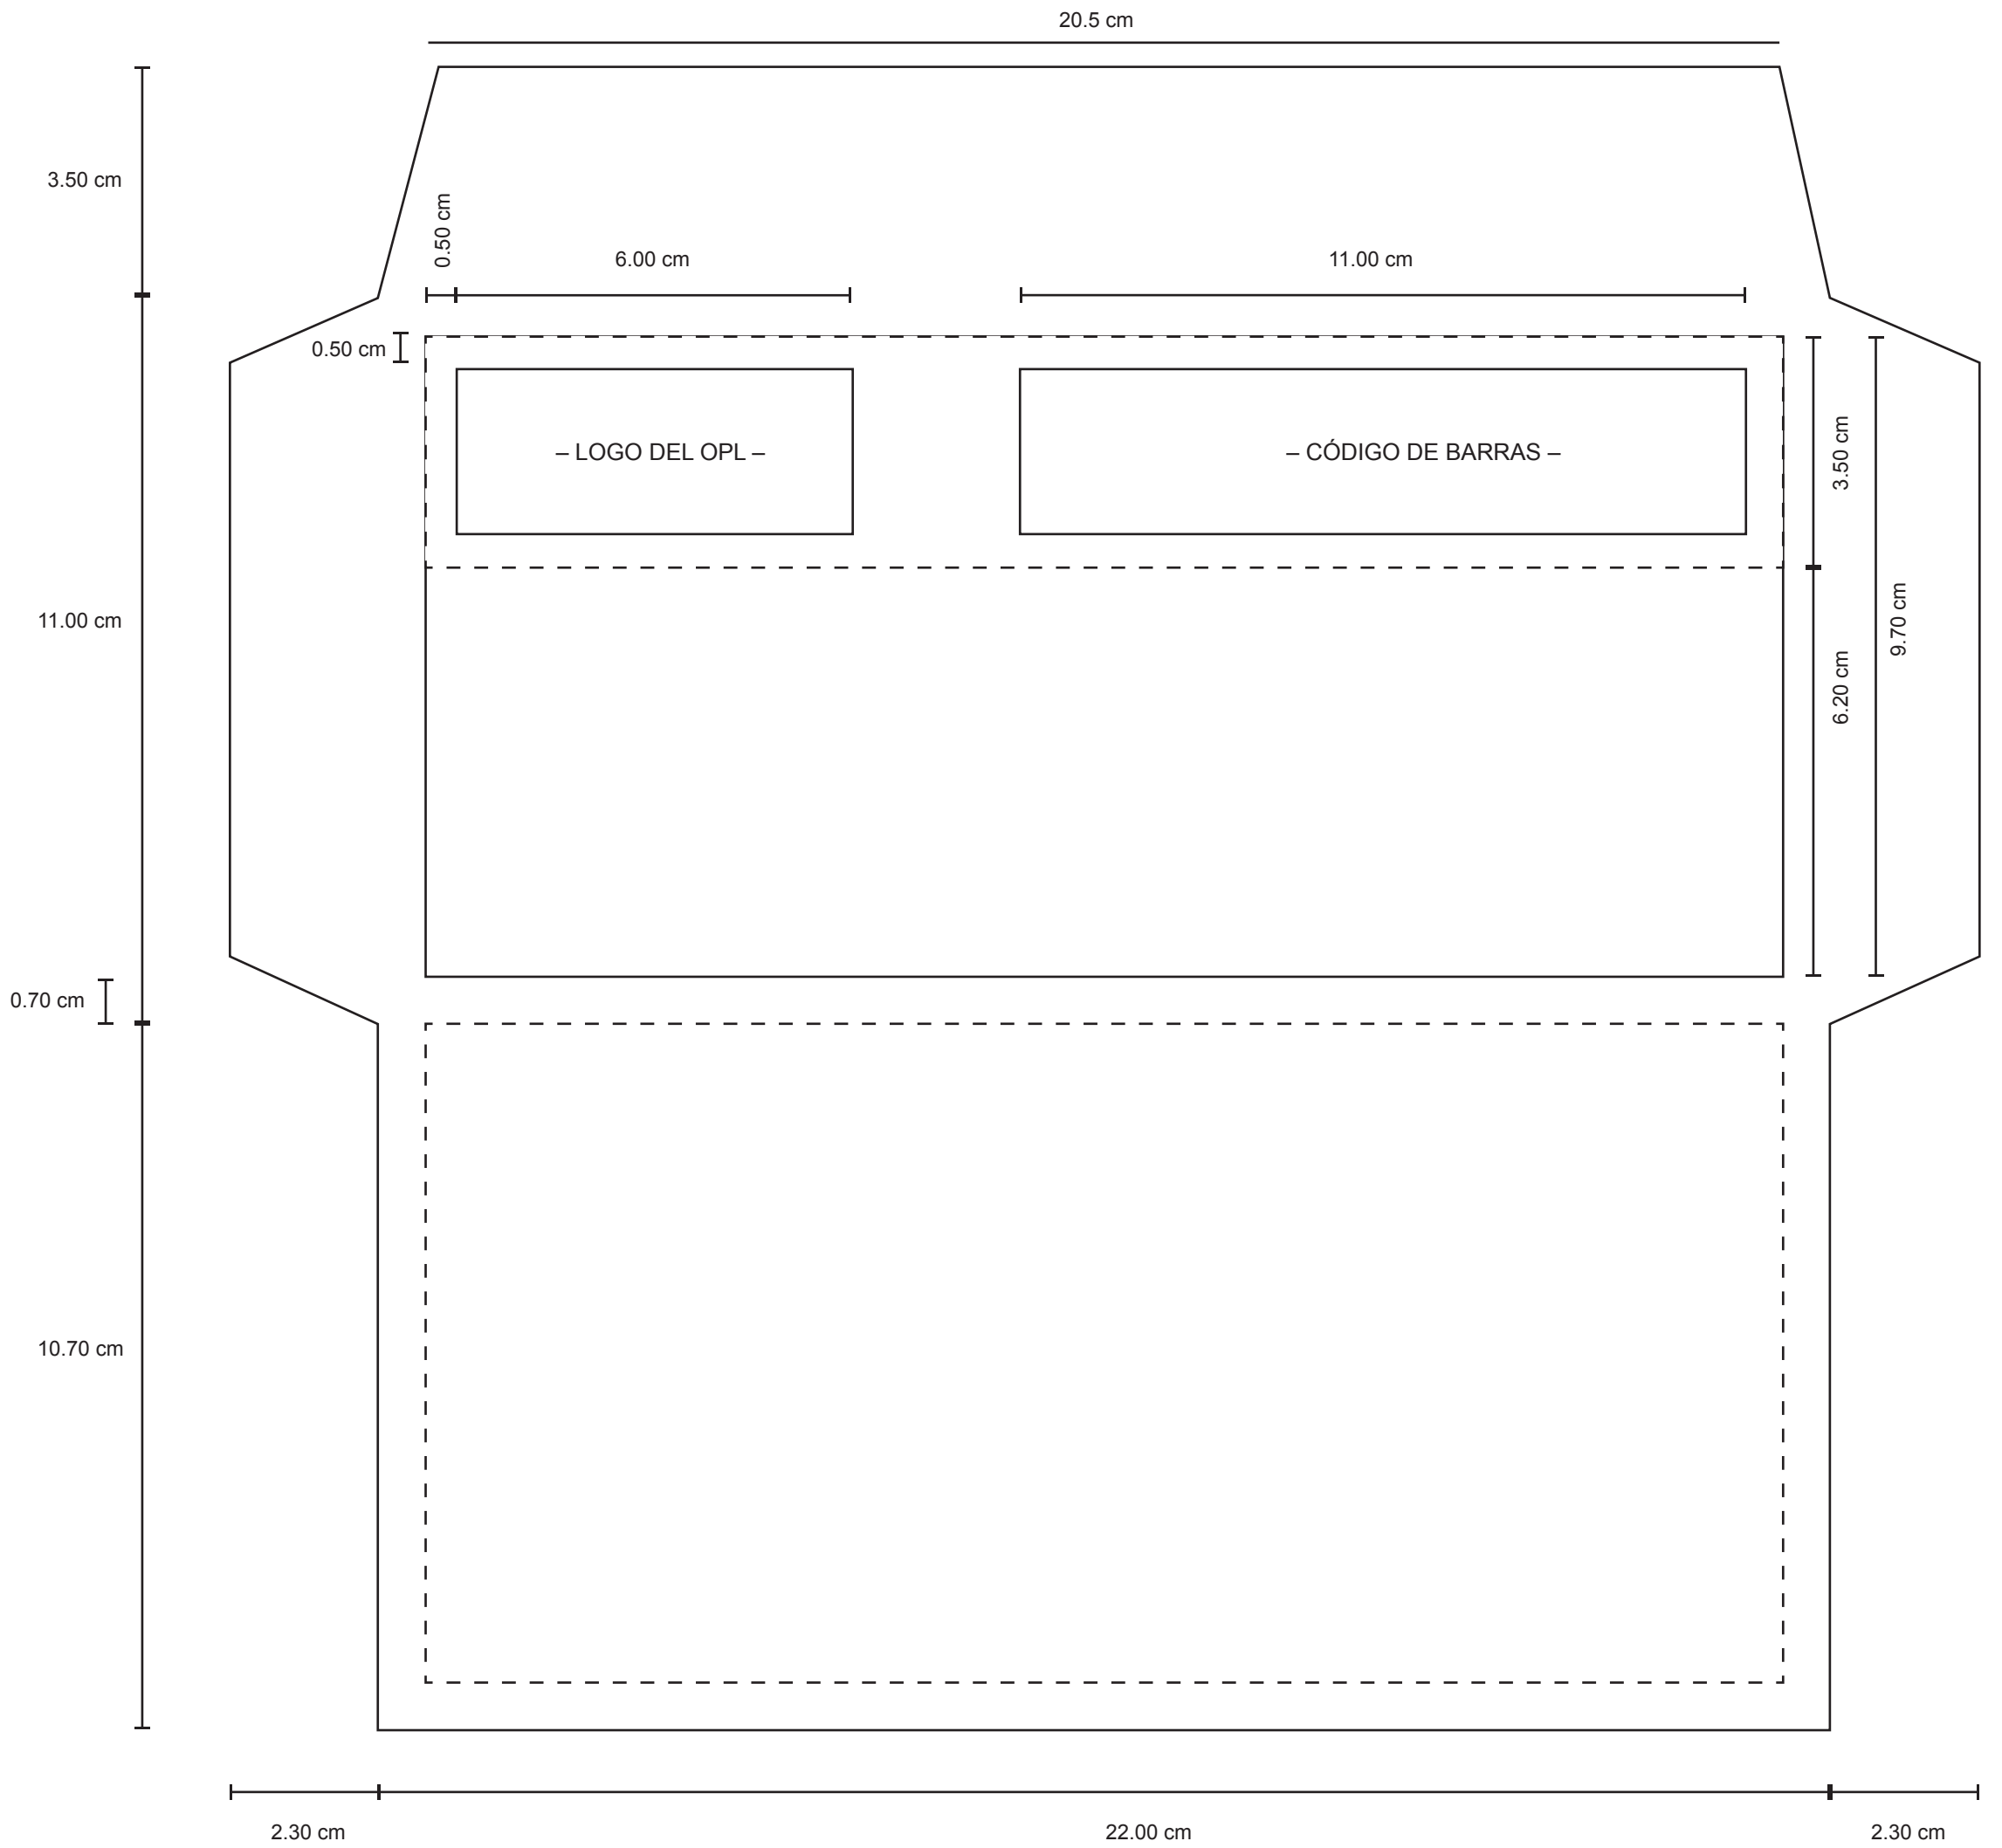 20.5 cm
3.50 cm
0.50 cm
6.00 cm
11.00 cm
0.50 cm
– LOGO DEL OPL –
– CÓDIGO DE BARRAS –
3.50 cm
11.00 cm
9.70 cm
6.20 cm
0.70 cm
10.70 cm
2.30 cm
22.00 cm
2.30 cm